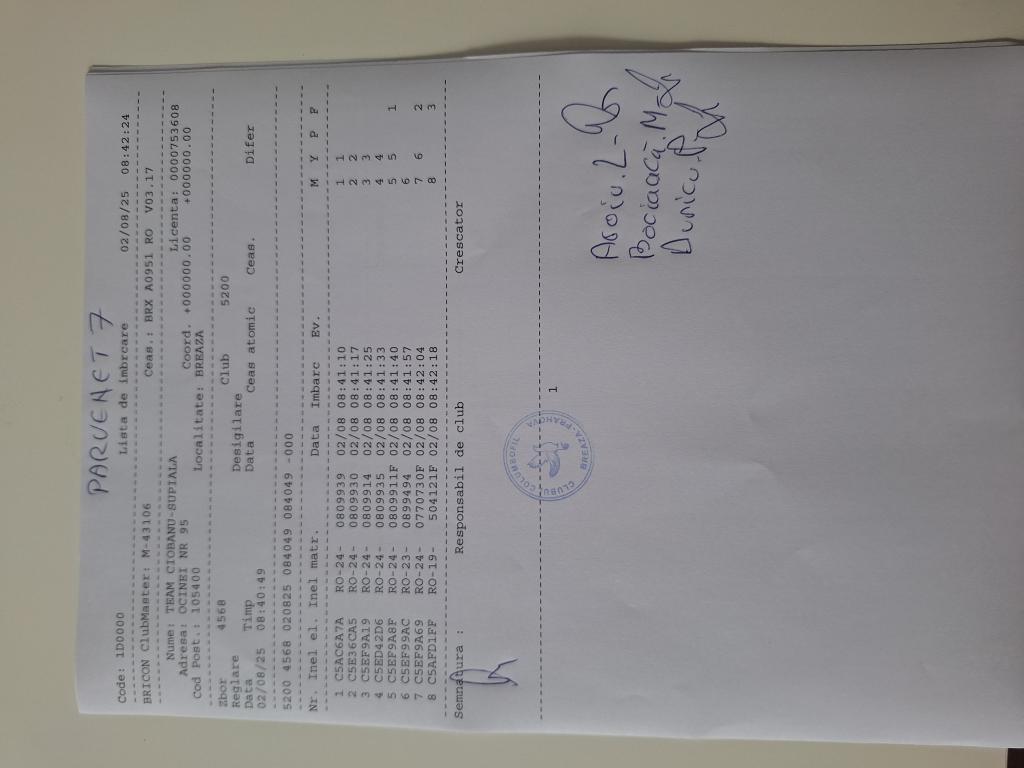 PARVENET 7
Code: 1D0000 Lista de imbrcare 02/08/25 08:42:24
BRICON ClubMaster: M-43106 Ceas.: BRX A0951 RO V03.17
Nume: TEAM CIOBANU-SUPIALA Licenta: 0000753608
Adresa: OCINEI NR 95 Coord. +000000.00 +000000.00
Cod Post.: 105400 Localitate: BREAZA
Zbor 4568 Club 5200
Reglare Desigilare
Data Timp Data Ceas atomic Ceas. Difer
02/08/25 08:40:49
5200 4568 020825 084049 084049 -000
Nr. Inel el. Inel matr. Data Imbarc Ev. M Y P F
1 C5AC6A7A RO-24- 0809939 02/08 08:41:10 1 1
2 C5E36CA5 RO-24- 0809930 02/08 08:41:17 2 2
3 C5EF9A19 RO-24- 0809914 02/08 08:41:25 3 3
4 C5ED42D6 RO-24- 0809935 02/08 08:41:33 4 4
5 C5EF9A8F RO-24- 0809911F 02/08 08:41:40 5 5 1
6 C5EF99AC RO-23- 0899494 02/08 08:41:57 6
7 C5EF9A69 RO-24- 0770730F 02/08 08:42:04 7 6 2
8 C5AFD1FF RO-19- 504121F 02/08 08:42:18 8 3
Semnatura : Responsabil de club Crescator
CLUBUL COLUMBOFIL
BREAZA-PRAHOVA
1